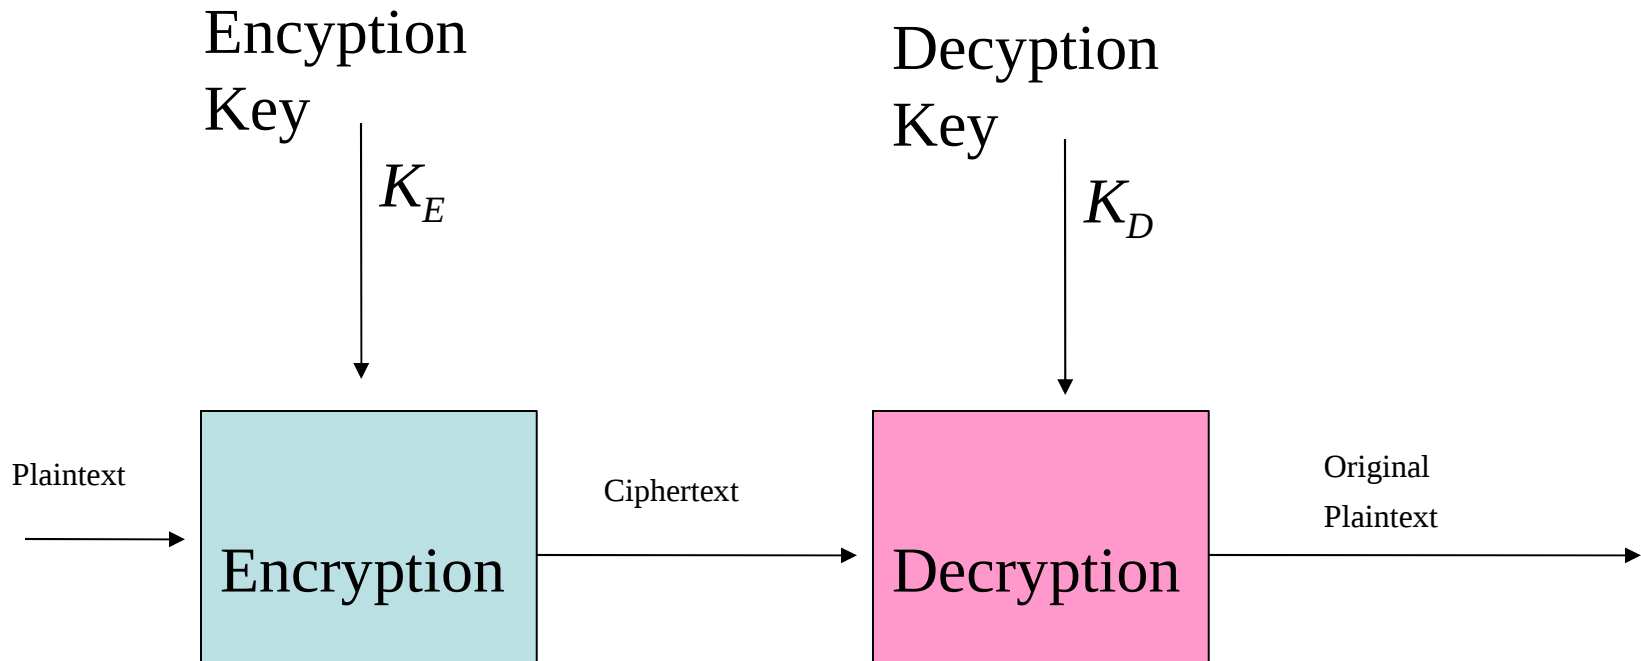 Encyption
Key
K_E
Decyption
Key
K_D
Plaintext
Encryption
Ciphertext
Decryption
Original
Plaintext